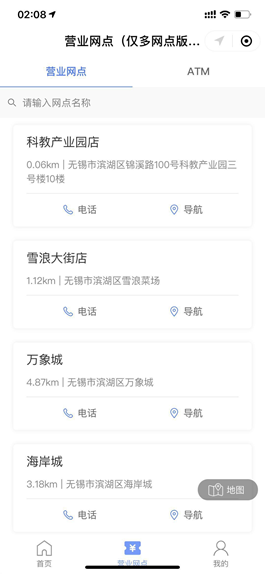 02:08
营业网点（仅多网点版...
营业网点
ATM
请输入网点名称
科教产业园店
0.06km | 无锡市滨湖区锦溪路100号科教产业园三
号楼10楼
电话
导航
雪浪大街店
1.12km | 无锡市滨湖区雪浪菜场
电话
导航
万象城
4.87km | 无锡市滨湖区万象城
电话
导航
海岸城
3.18km | 无锡市滨湖区海岸城
地图
电话
导航
首页
营业网点
我的